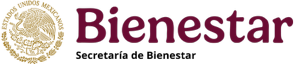 ESTADOS UNIDOS MEXICANOS
Bienestar
Secretaría de Bienestar